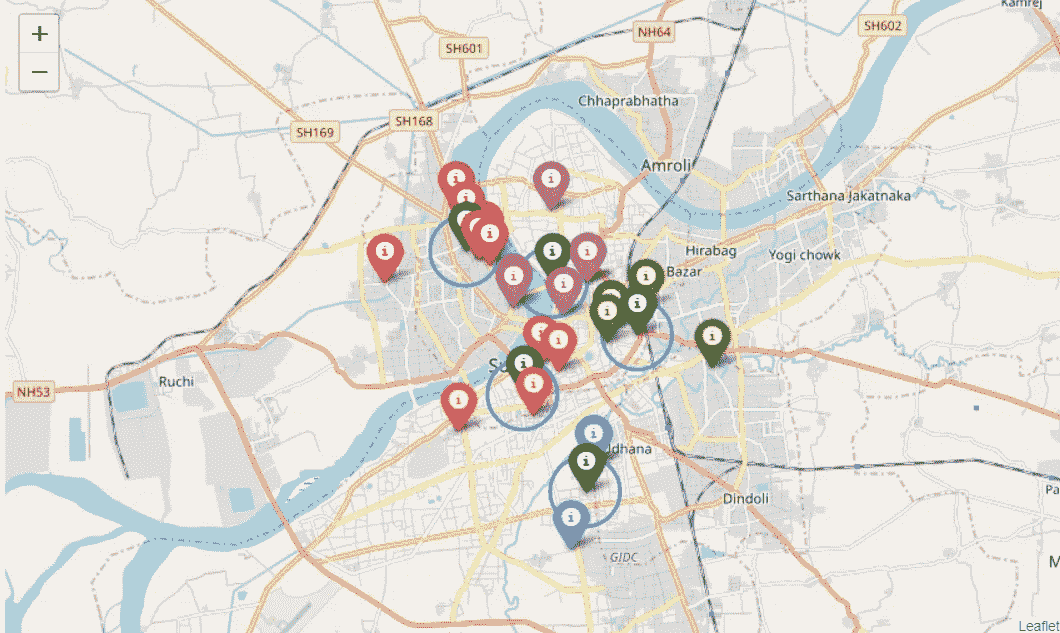 Kamrej
+
NH64
SH602
SH601
−
Chhaprabhatha
SH168
SH169
Amroli
Sarthana Jakatnaka
Hirabag
Yogi chowk
Bazar
Ruchi
NH53
dhana
Dindoli
GIDC
Leaflet